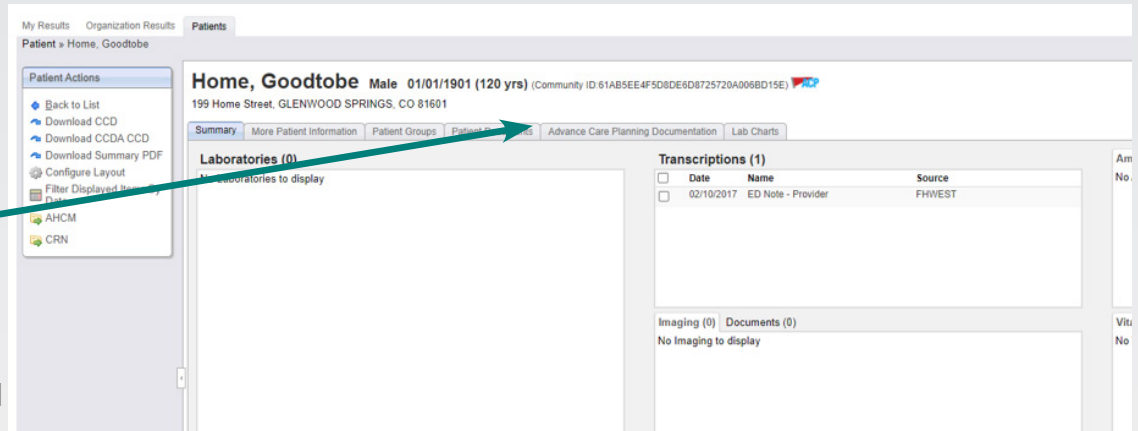 My Results Organization Results Patients
Patient » Home, Goodtobe
Patient Actions
Back to List
Download CCD
Download CCDA CCD
Download Summary PDF
Configure Layout
Filter Displayed Items By
AHCM
CRN
Home, Goodtobe Male 01/01/1901 (120 yrs) (Community ID:61AB5EE4F5D8DE6D8725720A006BD15E) ACP
199 Home Street, GLENWOOD SPRINGS, CO 81601
Summary More Patient Information Patient Groups Patient Advance Care Planning Documentation Lab Charts
Laboratories (0)
No Laboratories to display
Transcriptions (1)
Date Name Source
02/10/2017 ED Note - Provider FHWEST
Imaging (0) Documents (0)
No Imaging to display
No
No